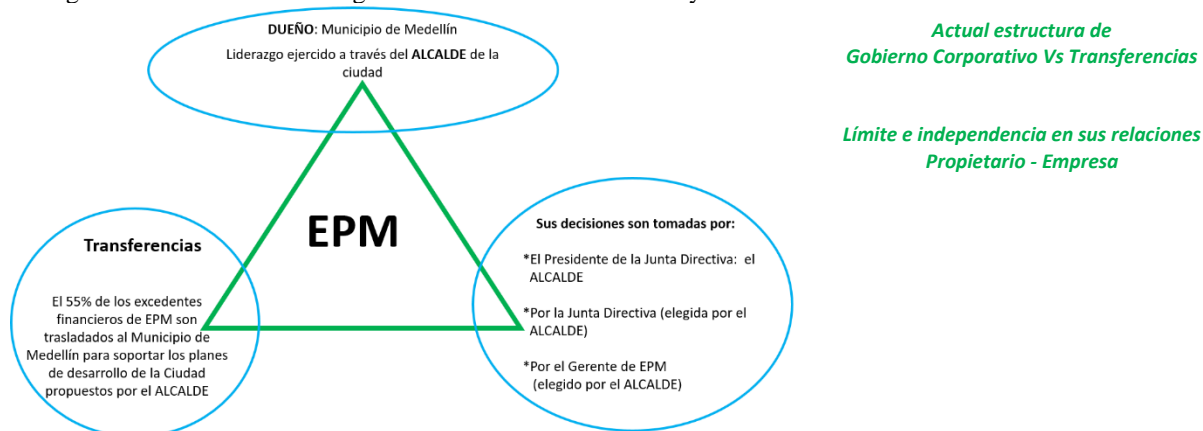 DUEÑO: Municipio de Medellín
Liderazgo ejercido a través del ALCALDE de la
ciudad
Actual estructura de
Gobierno Corporativo Vs Transferencias
Límite e independencia en sus relaciones
Propietario - Empresa
EPM
Transferencias
El 55% de los excedentes
financieros de EPM son
trasladados al Municipio de
Medellín para soportar los planes
de desarrollo de la Ciudad
propuestos por el ALCALDE
Sus decisiones son tomadas por:
*El Presidente de la Junta Directiva: el
ALCALDE
*Por la Junta Directiva (elegida por el
ALCALDE)
*Por el Gerente de EPM
(elegido por el ALCALDE)